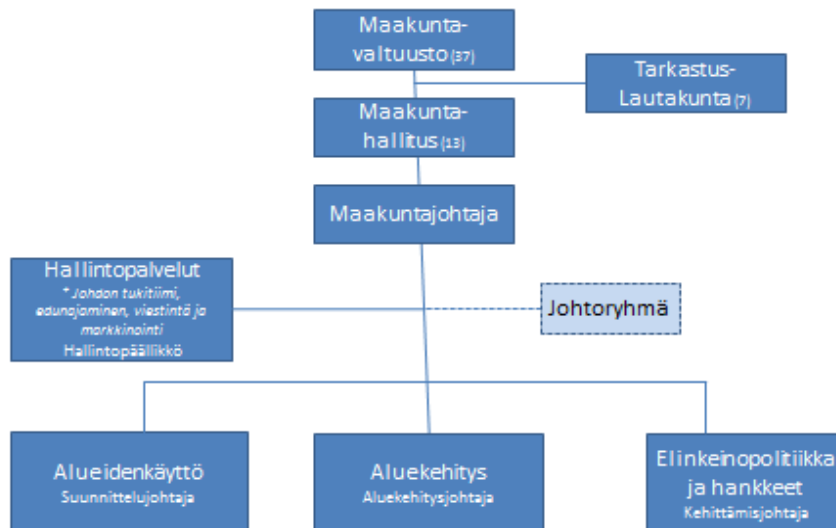 Maakunta-
valtuusto (37)
Tarkastus-
Lautakunta (7)
Maakunta-
hallitus (13)
Maakuntajohtaja
Hallintopalvelut
* Johdon tukitiimi,
edunajaminen, viestintä ja
markkinointi
Hallintopäällikkö
Johtoryhmä
Alueidenkäyttö
Suunnittelujohtaja
Aluekehitys
Aluekehitysjohtaja
Elinkeinopolitiikka
ja hankkeet
Kehittämisjohtaja